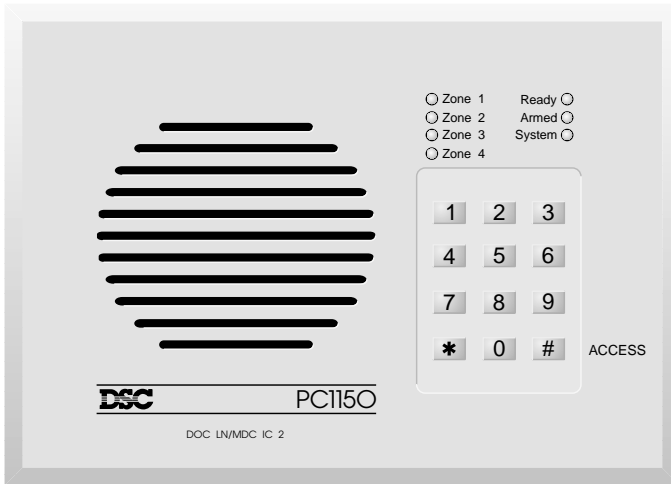 Zone 1 Ready
Zone 2 Armed
Zone 3 System
Zone 4
1 2 3
4 5 6
7 8 9
✱ 0 # ACCESS
DSC PC1150
DOC LN/MDC IC 2